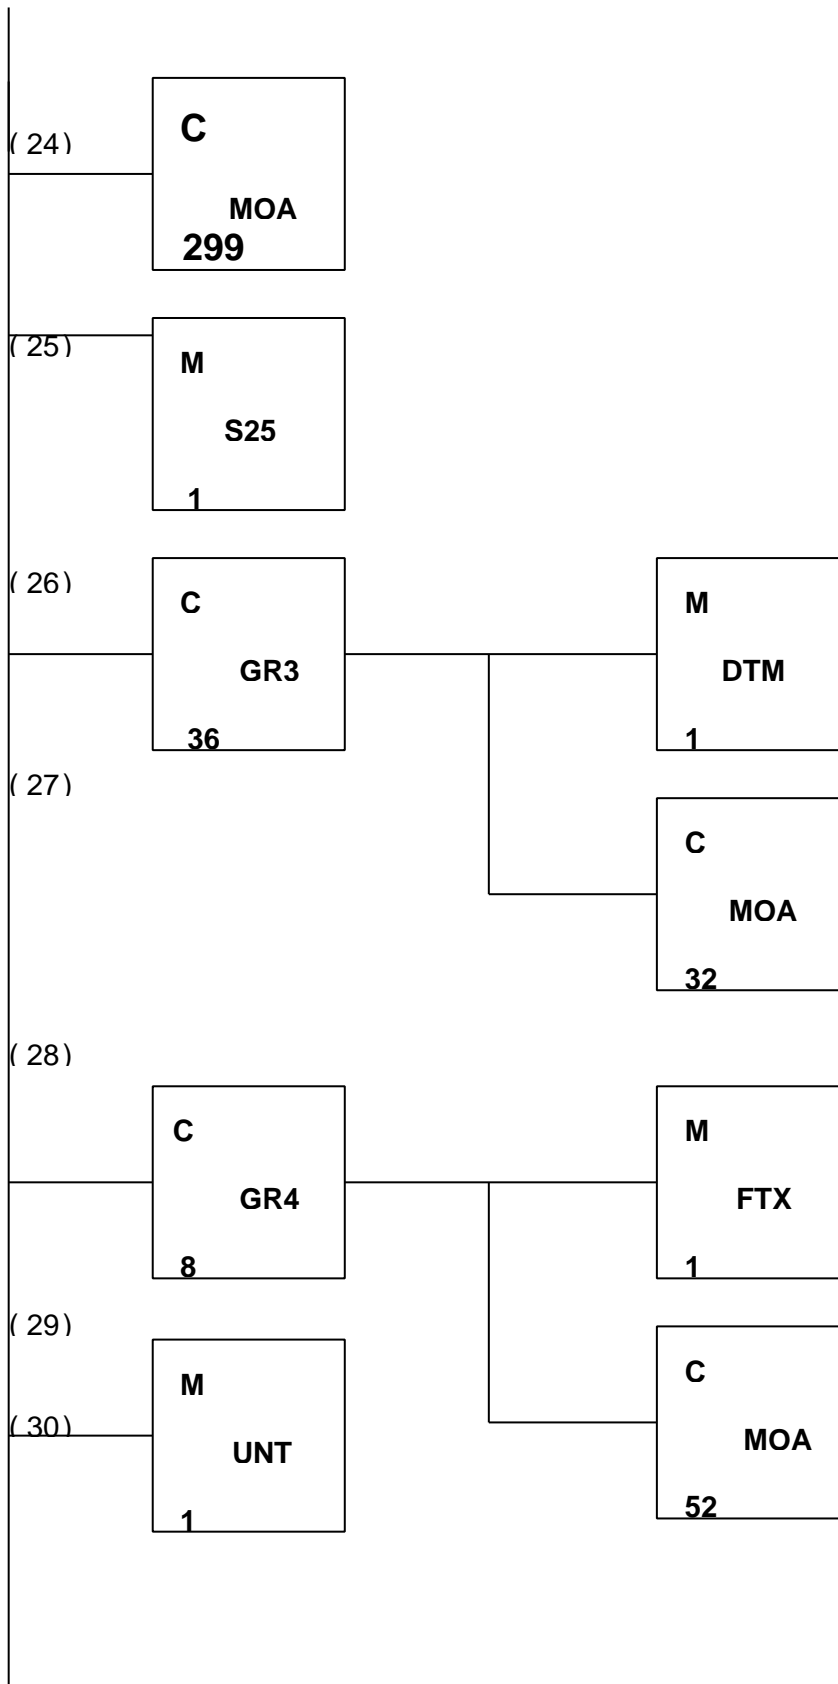 ( 24)
C
MOA
299
( 25)
M
S25
1
( 26)
C
GR3
36
M
DTM
1
( 27)
C
MOA
32
( 28)
C
GR4
8
M
FTX
1
( 29)
M
UNT
1
( 30)
C
MOA
52